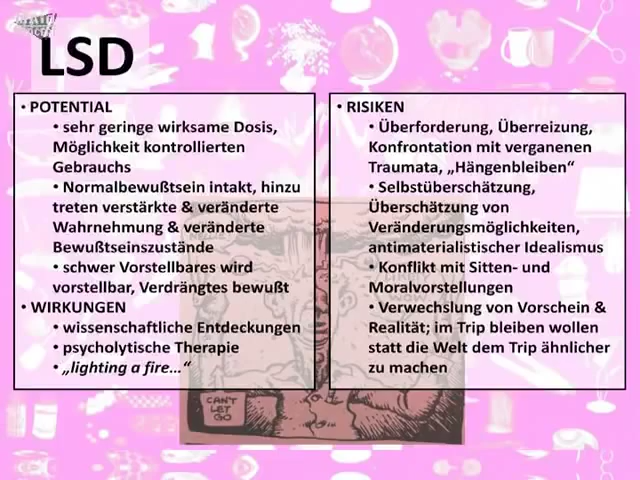 LSD
• POTENTIAL
• sehr geringe wirksame Dosis,
Möglichkeit kontrollierten
Gebrauchs
• Normalbewußtsein intakt, hinzu
treten verstärkte & veränderte
Wahrnehmung & veränderte
Bewußtseinszustände
• schwer Vorstellbares wird
vorstellbar, Verdrängtes bewußt
• WIRKUNGEN
• wissenschaftliche Entdeckungen
• psycholytische Therapie
• „lighting a fire…“
• RISIKEN
• Überforderung, Überreizung,
Konfrontation mit verganenen
Traumata, „Hängenbleiben“
• Selbstüberschätzung,
Überschätzung von
Veränderungsmöglichkeiten,
antimaterialistischer Idealismus
• Konflikt mit Sitten- und
Moralvorstellungen
• Verwechslung von Vorschein &
Realität; im Trip bleiben wollen
statt die Welt dem Trip ähnlicher
zu machen
CAN'T
LET
GO